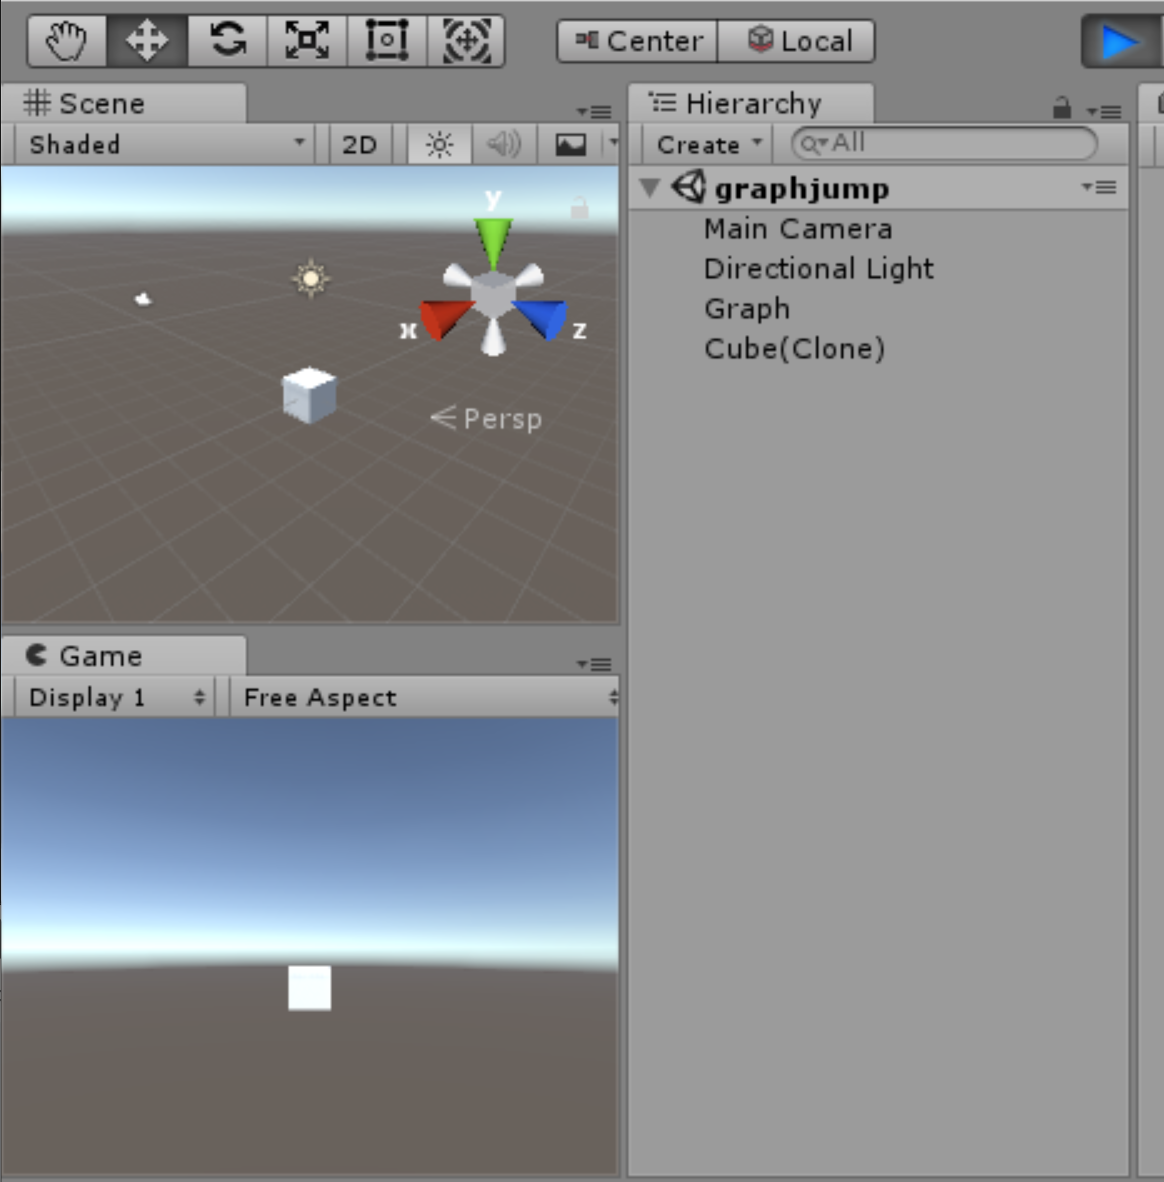 Center Local
Scene
Shaded 2D
y
x z
Persp
Hierarchy
Create All
graphjump
Main Camera
Directional Light
Graph
Cube(Clone)
Game
Display 1 Free Aspect